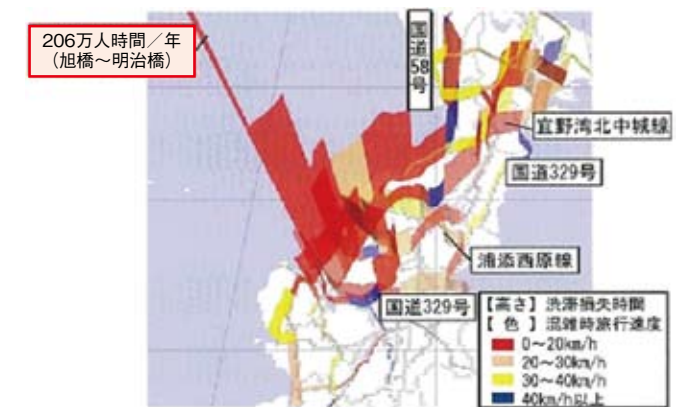 206万人時間／年
（旭橋～明治橋）
国道58号
宜野湾北中城線
国道329号
浦添西原線
国道329号
【高さ】渋滞損失時間
【色】混雑時旅行速度
0～20km/h
20～30km/h
30～40km/h
40km/h以上